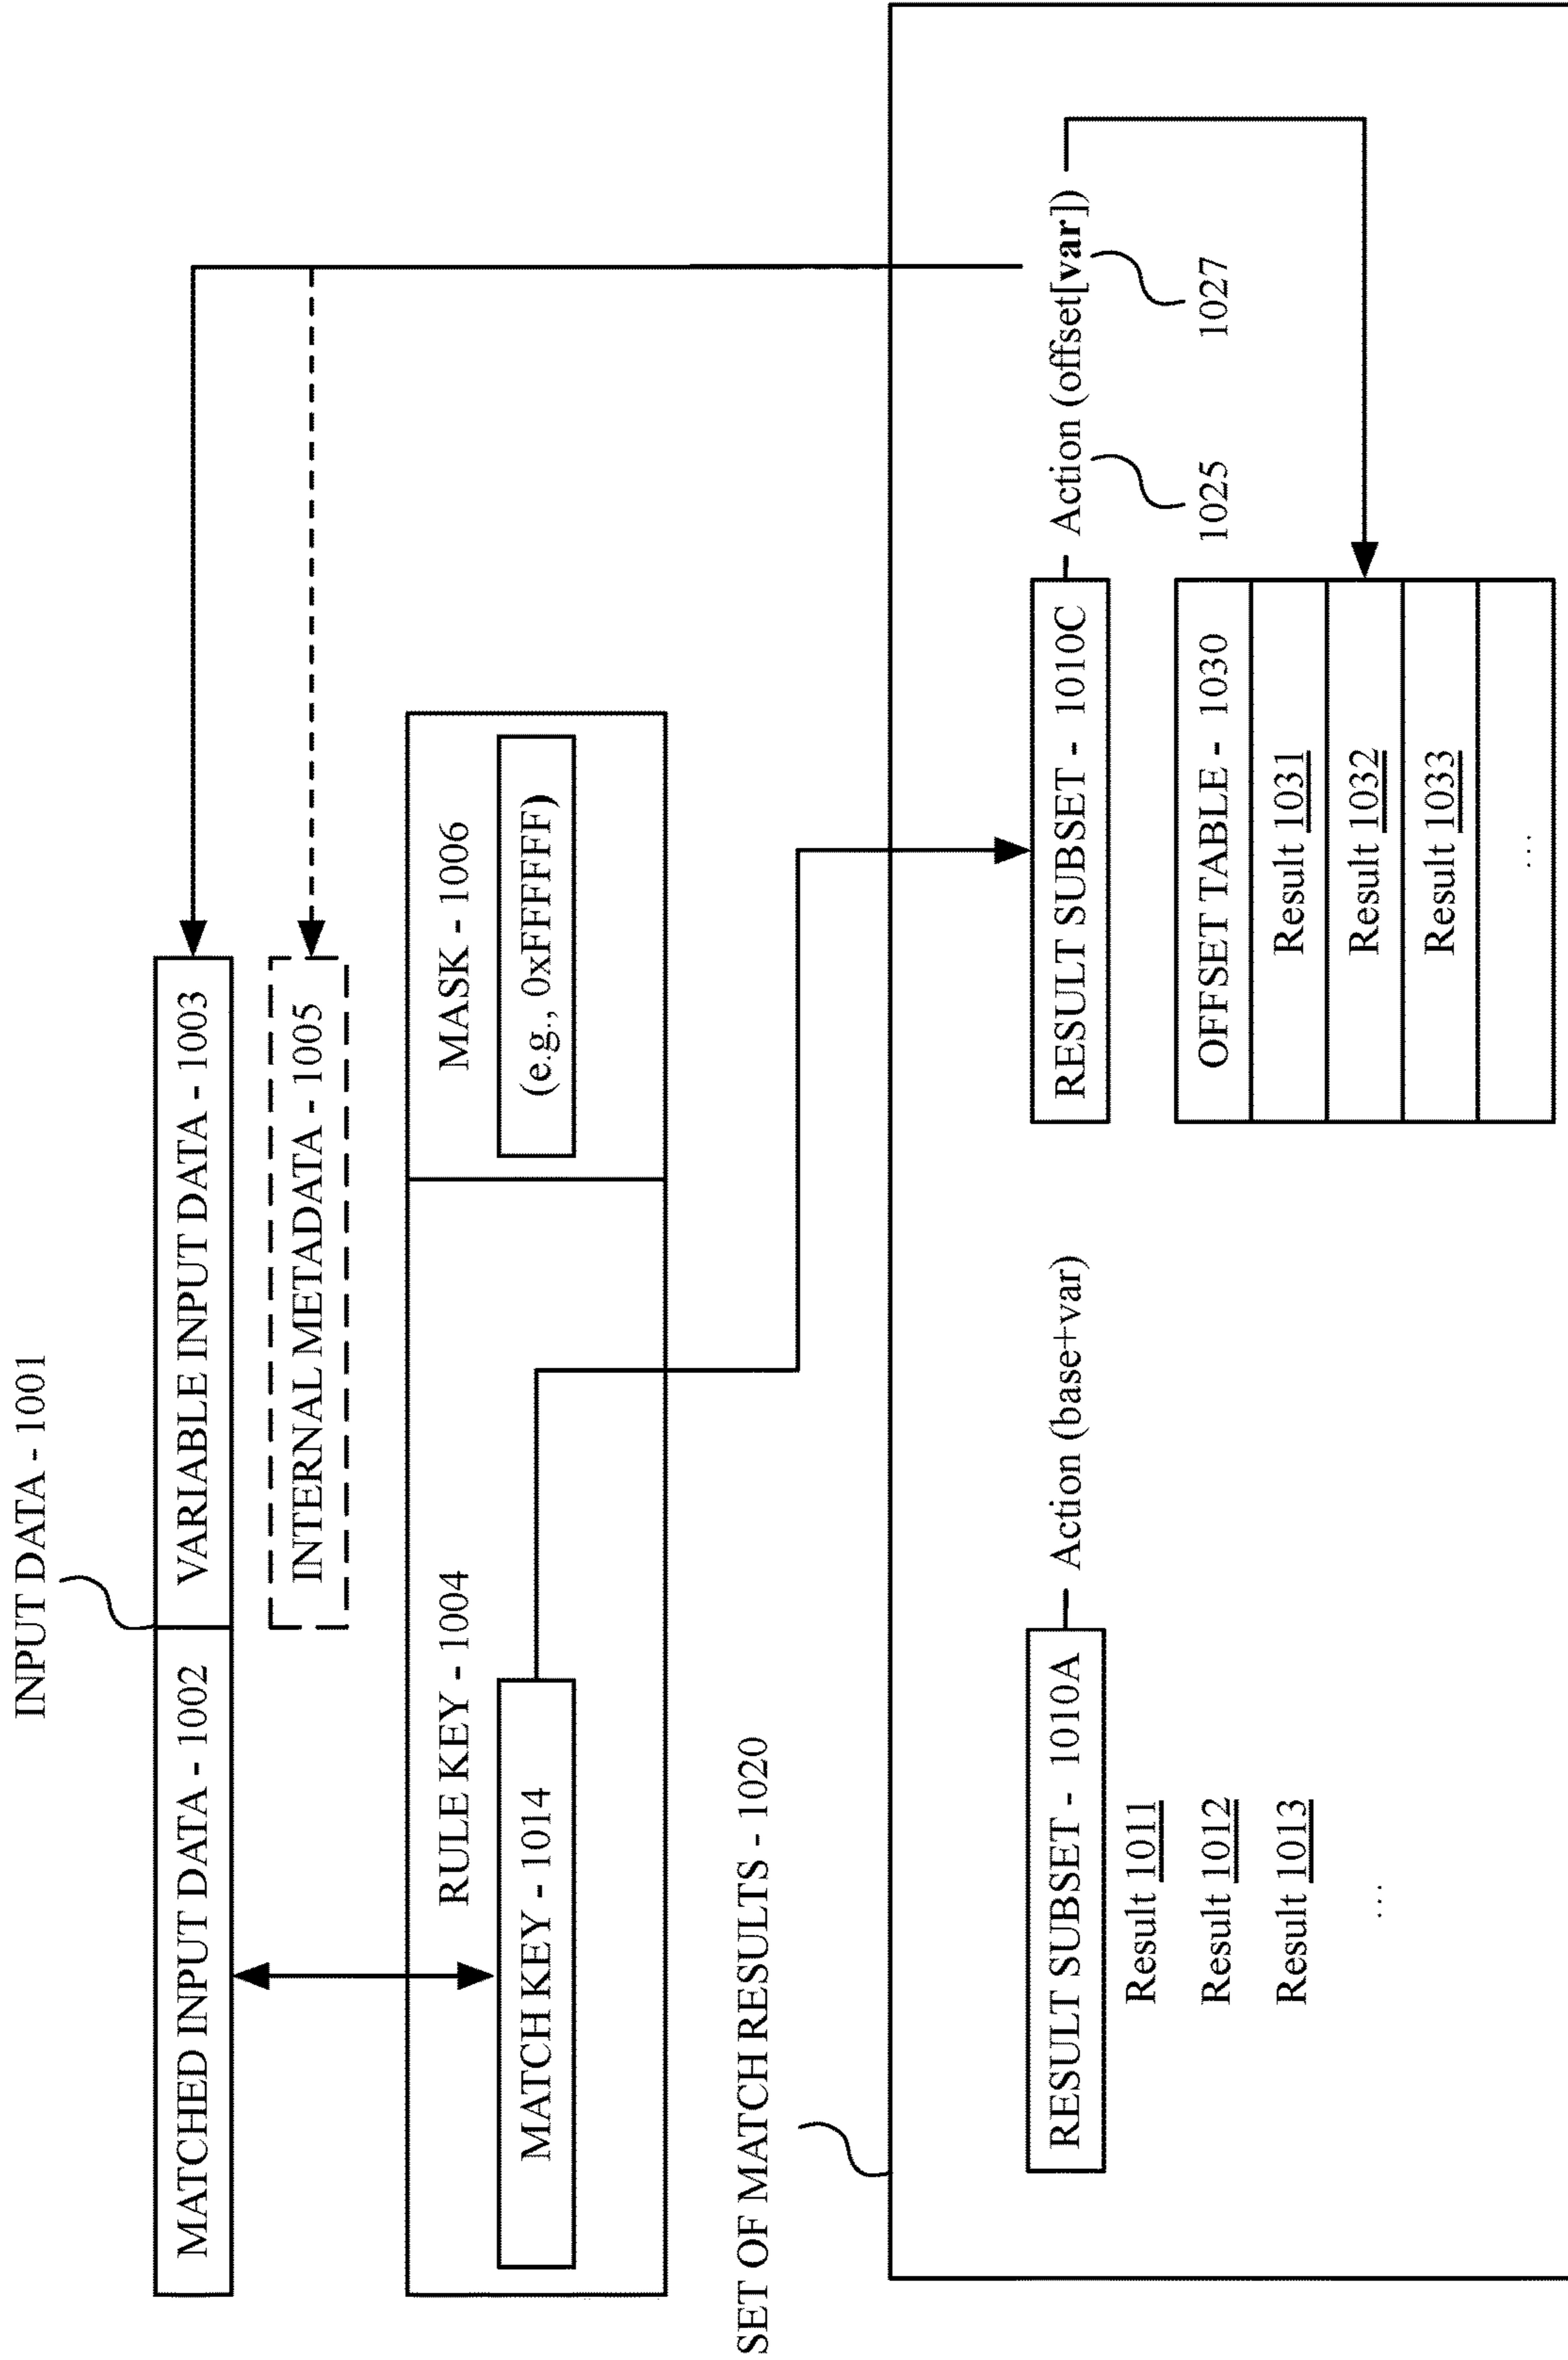 INPUT DATA - 1001
MATCHED INPUT DATA - 1002
VARIABLE INPUT DATA - 1003
INTERNAL METADATA - 1005
RULE KEY - 1004
MASK - 1006
MATCH KEY - 1014
(e.g., 0xFFFFF)
SET OF MATCH RESULTS - 1020
RESULT SUBSET - 1010A
Action (base+var)
Result 1011
Result 1012
Result 1013
...
RESULT SUBSET - 1010C
Action (offset[var])
1025
1027
OFFSET TABLE - 1030
Result 1031
Result 1032
Result 1033
...